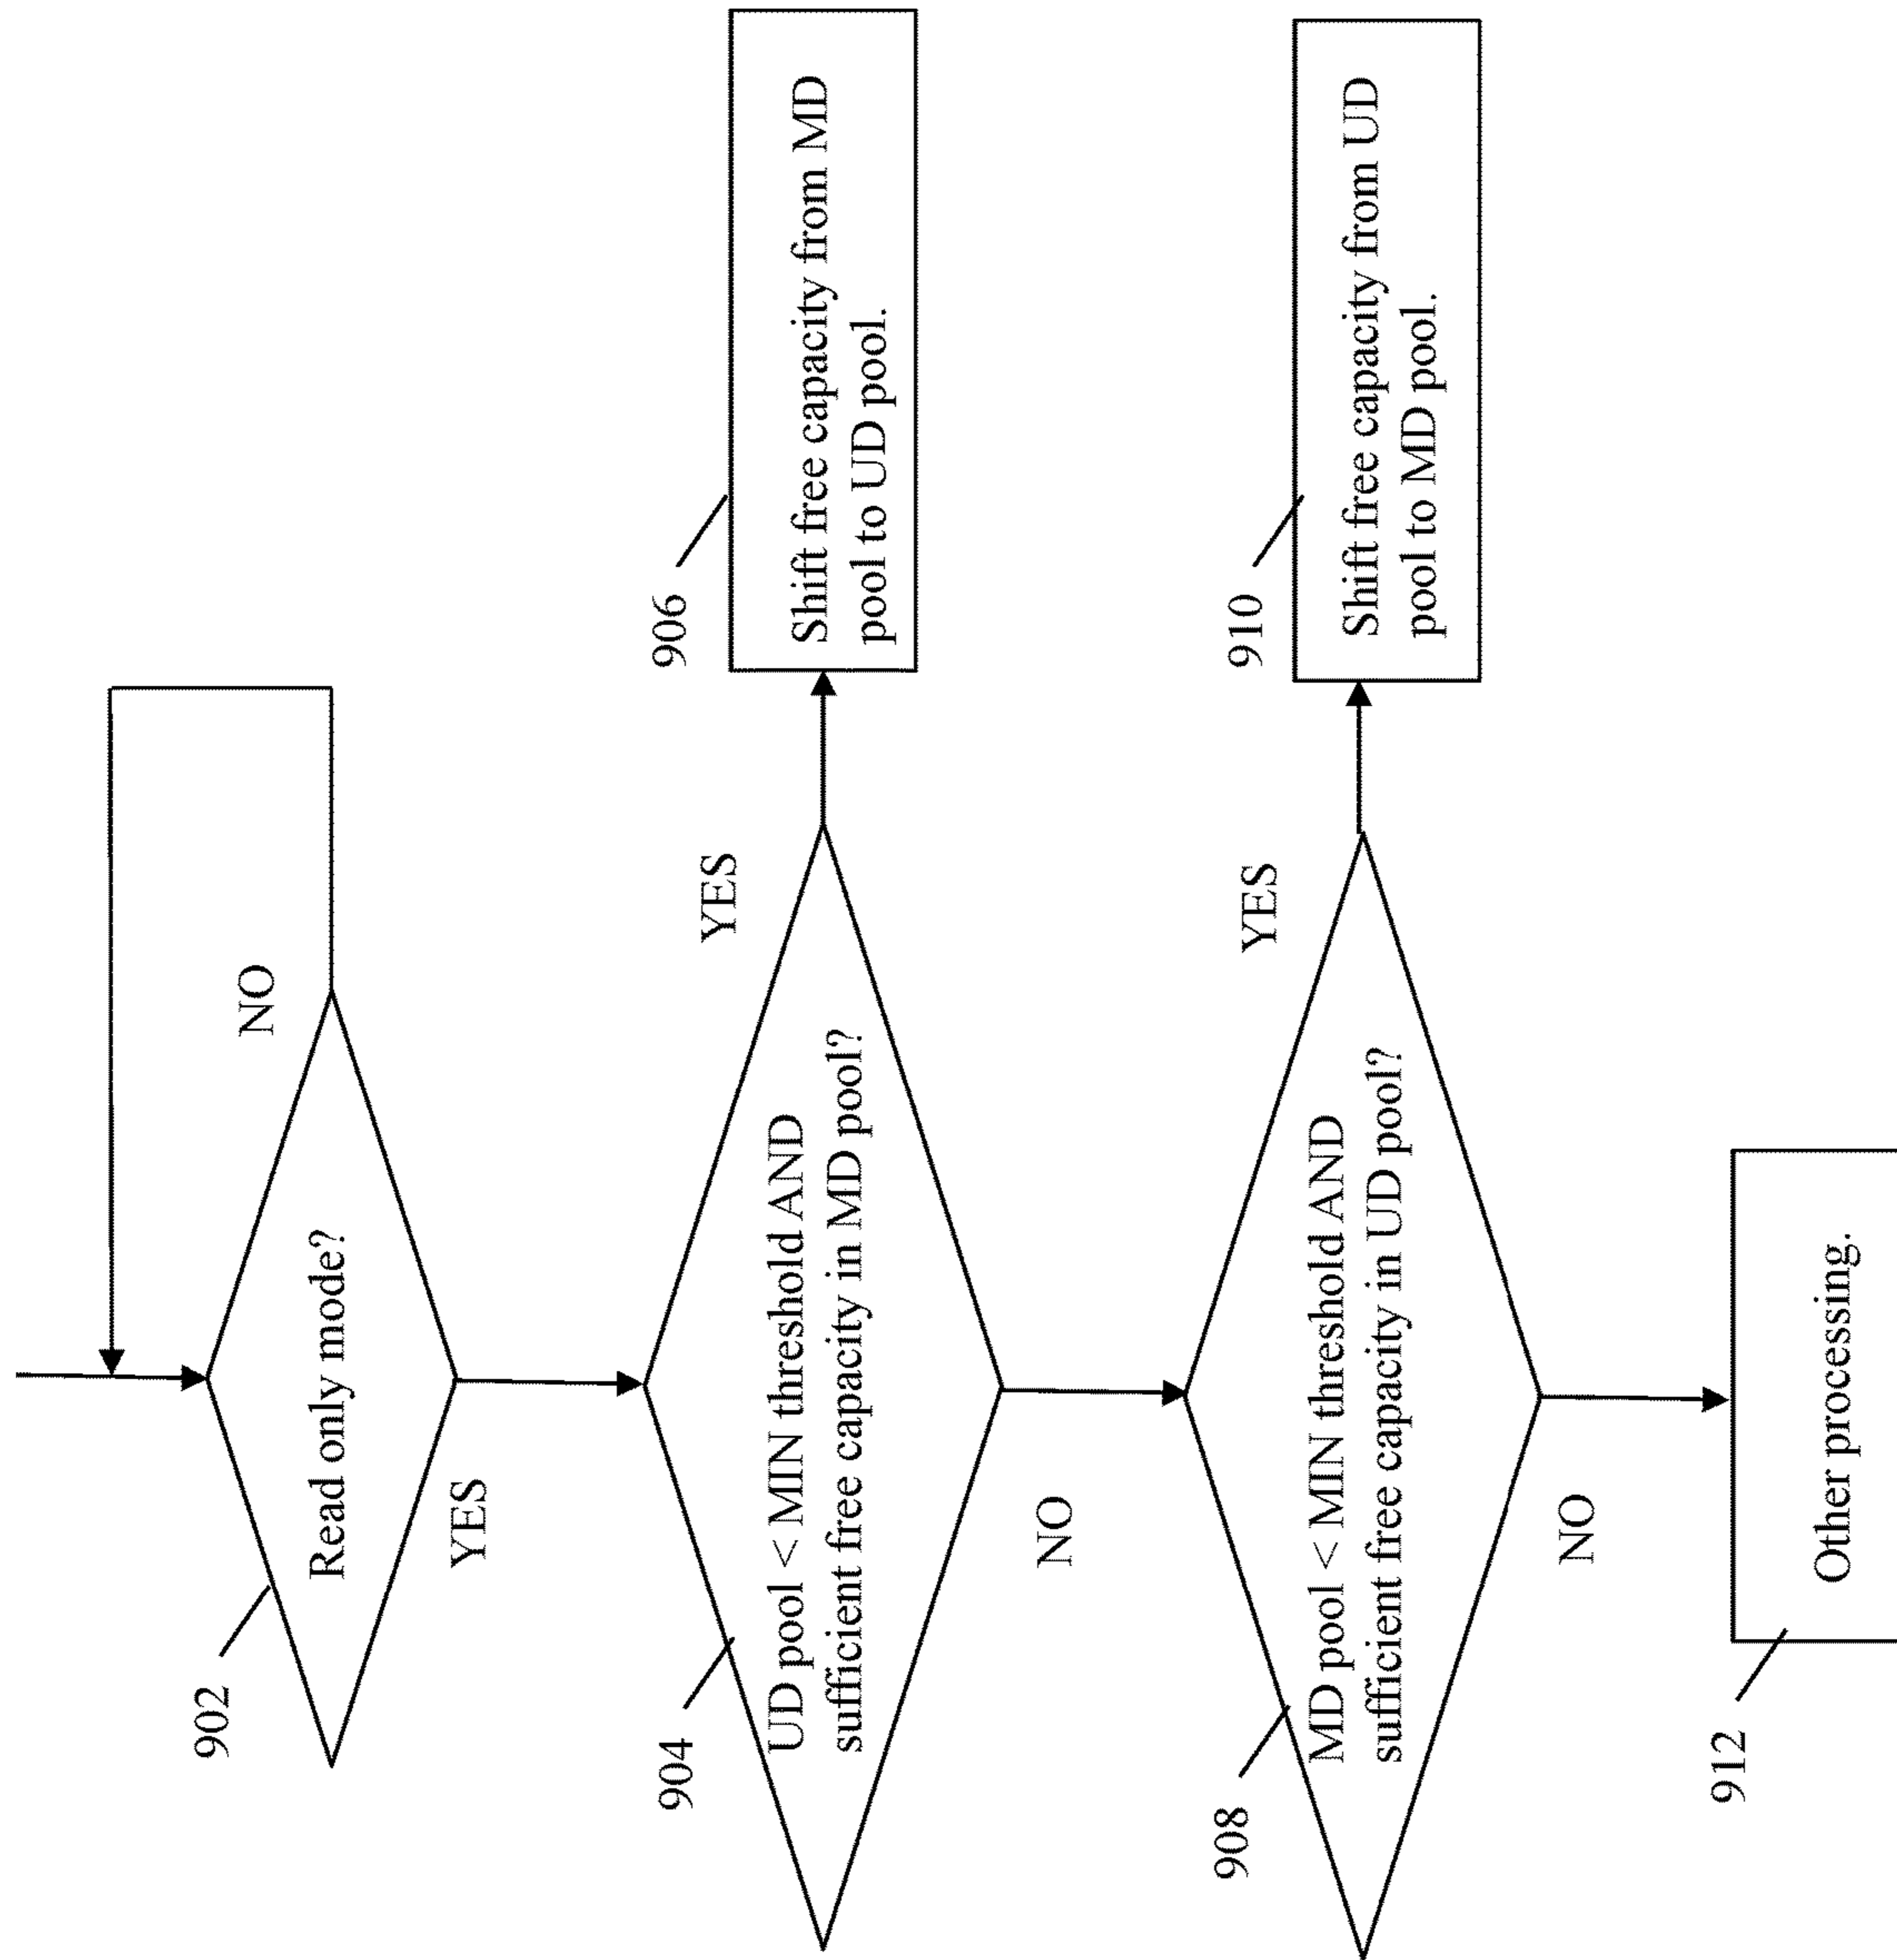 902
Read only mode?
NO
YES
904
UD pool < MIN threshold AND
sufficient free capacity in MD pool?
YES
906
Shift free capacity from MD
pool to UD pool.
NO
908
MD pool < MIN threshold AND
sufficient free capacity in UD pool?
YES
910
Shift free capacity from UD
pool to MD pool.
NO
912
Other processing.